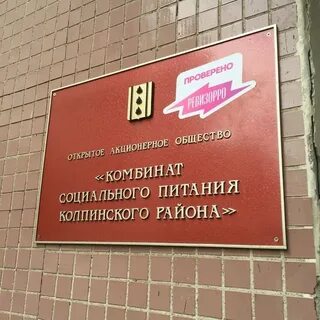 ПРОВЕРЕНО
РЕВИЗОРРО
ОТКРЫТОЕ АКЦИОНЕРНОЕ ОБЩЕСТВО
«КОМБИНАТ
СОЦИАЛЬНОГО ПИТАНИЯ
КОЛПИНСКОГО РАЙОНА»